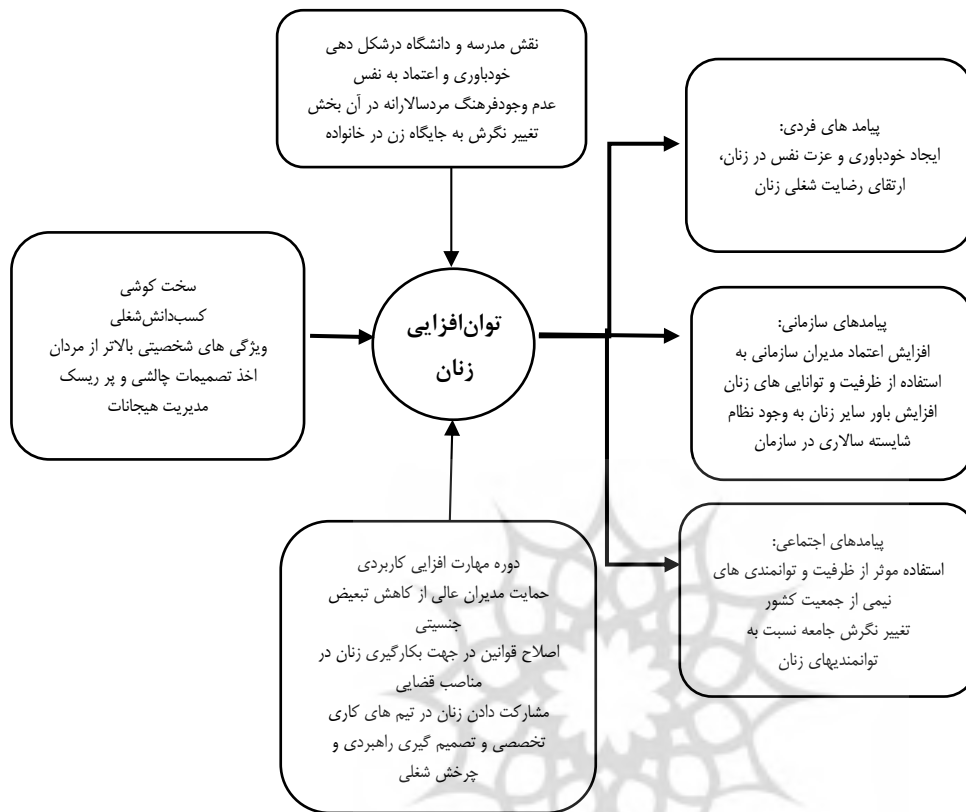 نقش مدرسه و دانشگاه درشکل دهی
خودباوری و اعتماد به نفس
عدم وجودفرهنگ مردسالارانه در آن بخش
تغییر نگرش به جایگاه زن در خانواده
پیامد های فردی:
ایجاد خودباوری و عزت نفس در زنان،
ارتقای رضایت شغلی زنان
سخت کوشی
کسب‌دانش‌شغلی
ویژگی های شخصیتی بالاتر از مردان
اخذ تصمیمات چالشی و پر ریسک
مدیریت هیجانات
توان‌افزایی
زنان
پیامدهای سازمانی:
افزایش اعتماد مدیران سازمانی به
استفاده از ظرفیت و توانایی های زنان
افزایش باور سایر زنان به وجود نظام
شایسته سالاری در سازمان
پیامدهای اجتماعی:
استفاده موثر از ظرفیت و توانمندی های
نیمی از جمعیت کشور
تغییر نگرش جامعه نسبت به
توانمندیهای زنان
دوره مهارت افزایی کاربردی
حمایت مدیران عالی از کاهش تبعیض
جنسیتی
اصلاح قوانین در جهت بکارگیری زنان در
مناصب قضایی
مشارکت دادن زنان در تیم های کاری
تخصصی و تصمیم گیری راهبردی و
چرخش شغلی